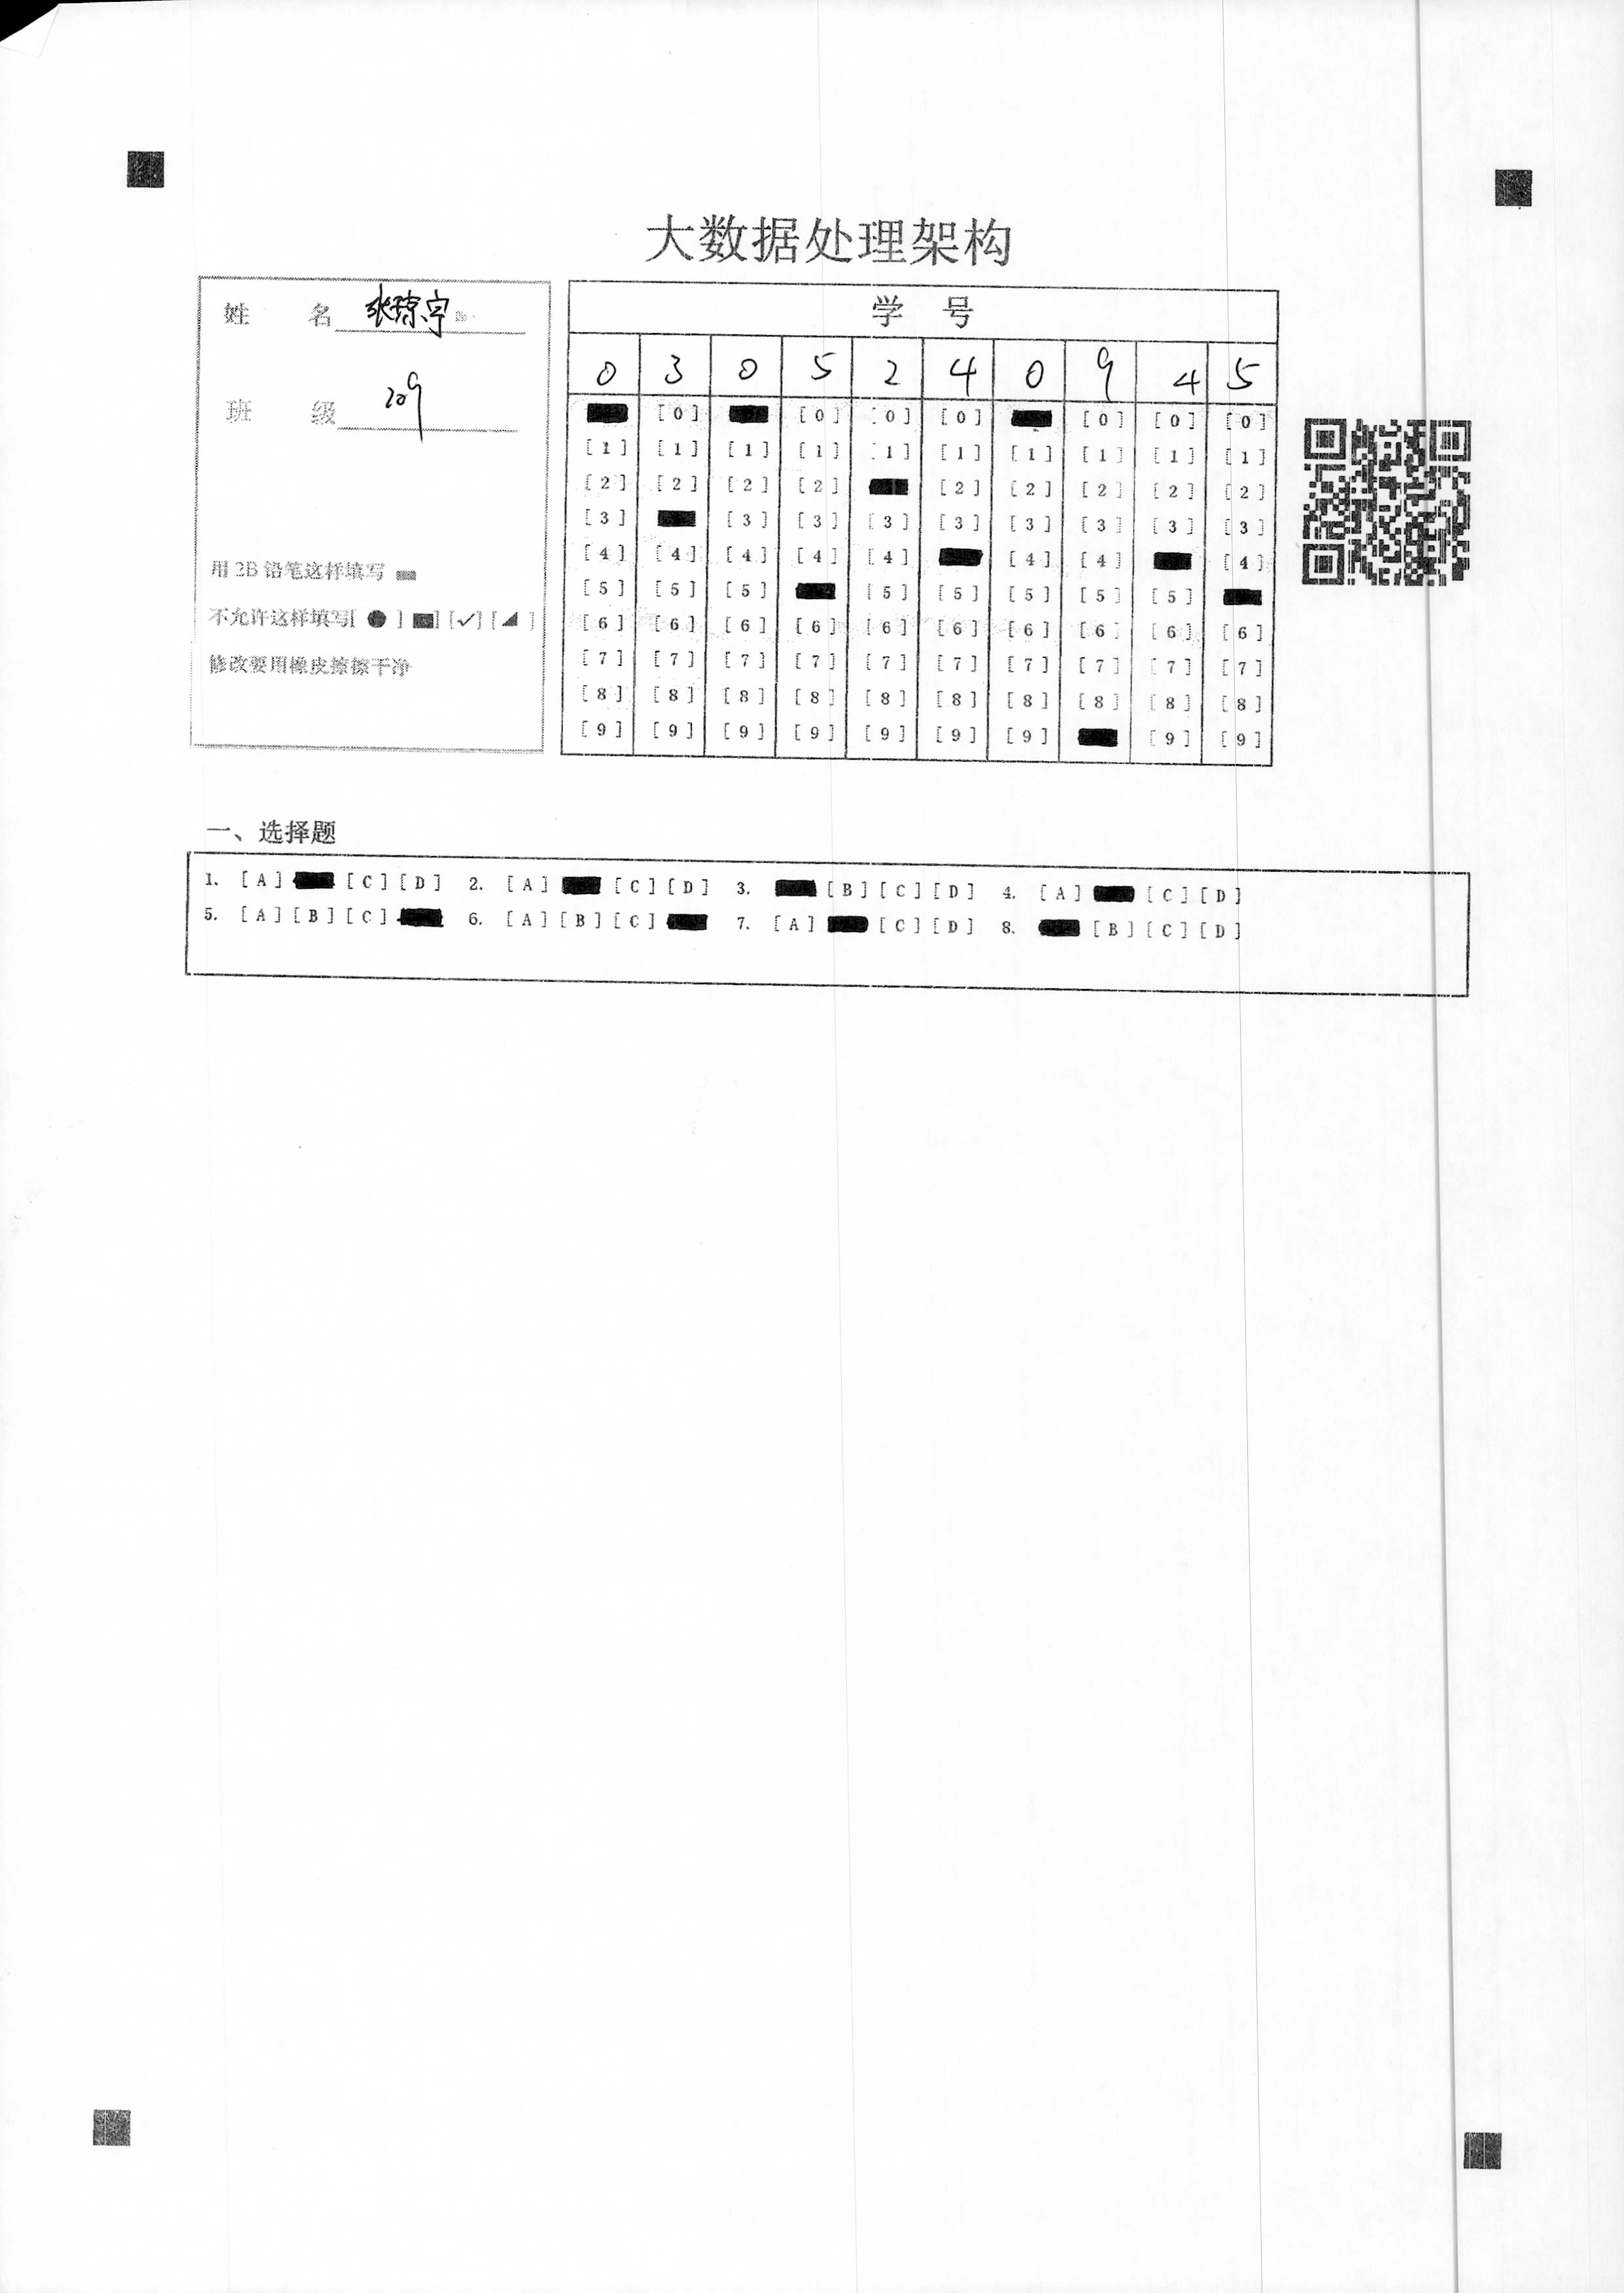 大数据处理架构
姓 名 张琼宇
班 级 209
用 2B 铅笔这样填写
不允许这样填写[ ● ] ■] [✓] [◢ ]
修改要用橡皮擦擦干净
学 号
0 3 0 5 2 4 0 9 4 5
[0] [0] [0] [0] [0] [0] [0]
[1] [1] [1] [1] [1] [1] [1] [1] [1] [1]
[2] [2] [2] [2] [2] [2] [2] [2] [2]
[3] [3] [3] [3] [3] [3] [3] [3] [3]
[4] [4] [4] [4] [4] [4] [4] [4]
[5] [5] [5] [5] [5] [5] [5] [5]
[6] [6] [6] [6] [6] [6] [6] [6] [6] [6]
[7] [7] [7] [7] [7] [7] [7] [7] [7] [7]
[8] [8] [8] [8] [8] [8] [8] [8] [8] [8]
[9] [9] [9] [9] [9] [9] [9] [9] [9]
一、选择题
1. [A] [C] [D] 2. [A] [C] [D] 3. [B] [C] [D] 4. [A] [C] [D]
5. [A] [B] [C] 6. [A] [B] [C] 7. [A] [C] [D] 8. [B] [C] [D]